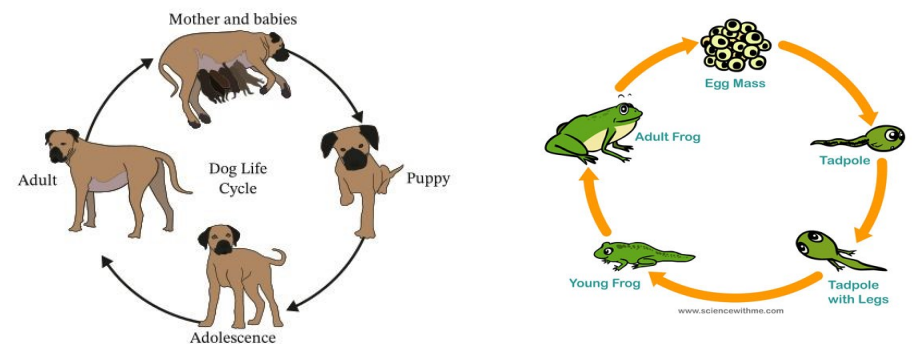 Mother and babies
Dog Life
Cycle
Adult
Puppy
Adolescence
Egg Mass
Adult Frog
Tadpole
Young Frog
Tadpole
with Legs
www.sciencewithme.com